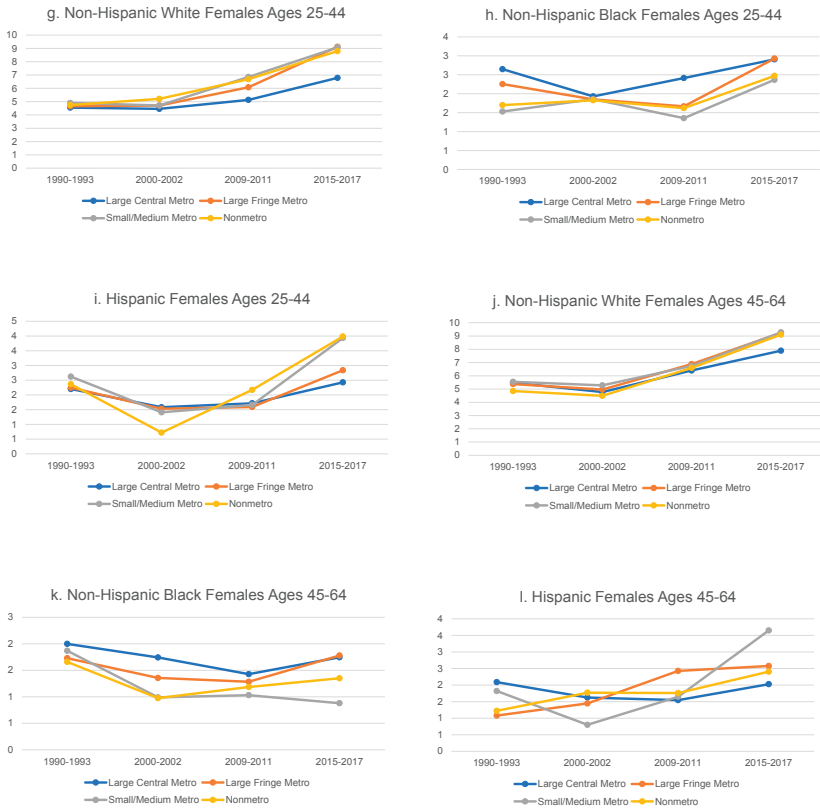 g. Non-Hispanic White Females Ages 25-44
10
9
8
7
6
5
4
3
2
1
0
1990-1993 2000-2002 2009-2011 2015-2017
Large Central Metro Large Fringe Metro
Small/Medium Metro Nonmetro
h. Non-Hispanic Black Females Ages 25-44
4
3
3
2
2
1
1
0
1990-1993 2000-2002 2009-2011 2015-2017
Large Central Metro Large Fringe Metro
Small/Medium Metro Nonmetro
i. Hispanic Females Ages 25-44
5
4
4
3
3
2
2
1
1
0
1990-1993 2000-2002 2009-2011 2015-2017
Large Central Metro Large Fringe Metro
Small/Medium Metro Nonmetro
j. Non-Hispanic White Females Ages 45-64
10
9
8
7
6
5
4
3
2
1
0
1990-1993 2000-2002 2009-2011 2015-2017
Large Central Metro Large Fringe Metro
Small/Medium Metro Nonmetro
k. Non-Hispanic Black Females Ages 45-64
3
2
2
1
1
0
1990-1993 2000-2002 2009-2011 2015-2017
Large Central Metro Large Fringe Metro
Small/Medium Metro Nonmetro
l. Hispanic Females Ages 45-64
4
4
3
3
2
2
1
1
0
1990-1993 2000-2002 2009-2011 2015-2017
Large Central Metro Large Fringe Metro
Small/Medium Metro Nonmetro